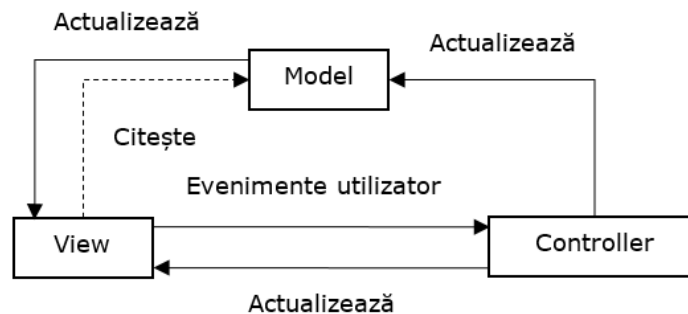 Actualizează
Actualizează
Model
Citește
Evenimente utilizator
View
Controller
Actualizează